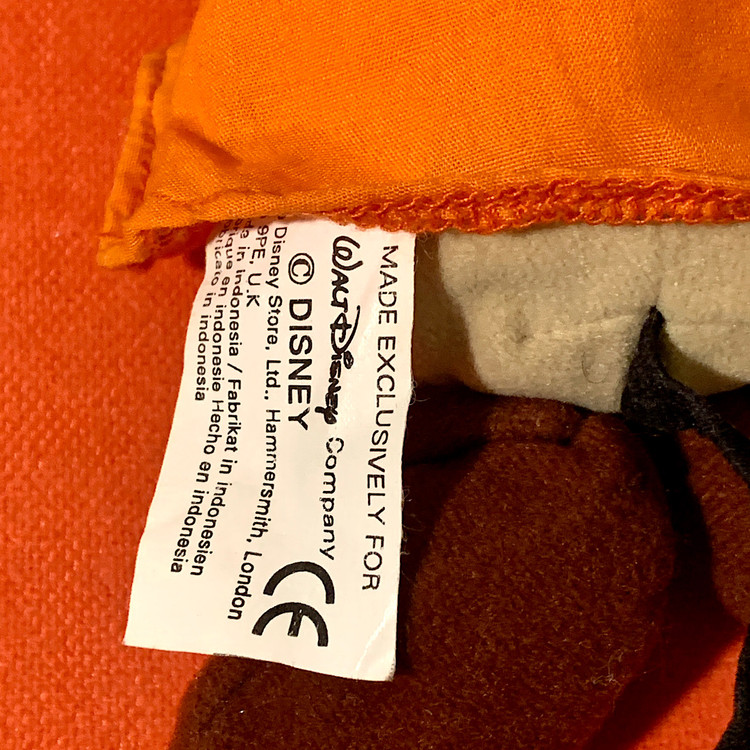 MADE EXCLUSIVELY FOR
WALT DISNEY Company
© DISNEY
Disney Store, Ltd., Hammersmith, London
9PE, U.K
in indonesia / Fabrikat in indonesien
en indonesie Hecho en indonesia
in indonesia
CE